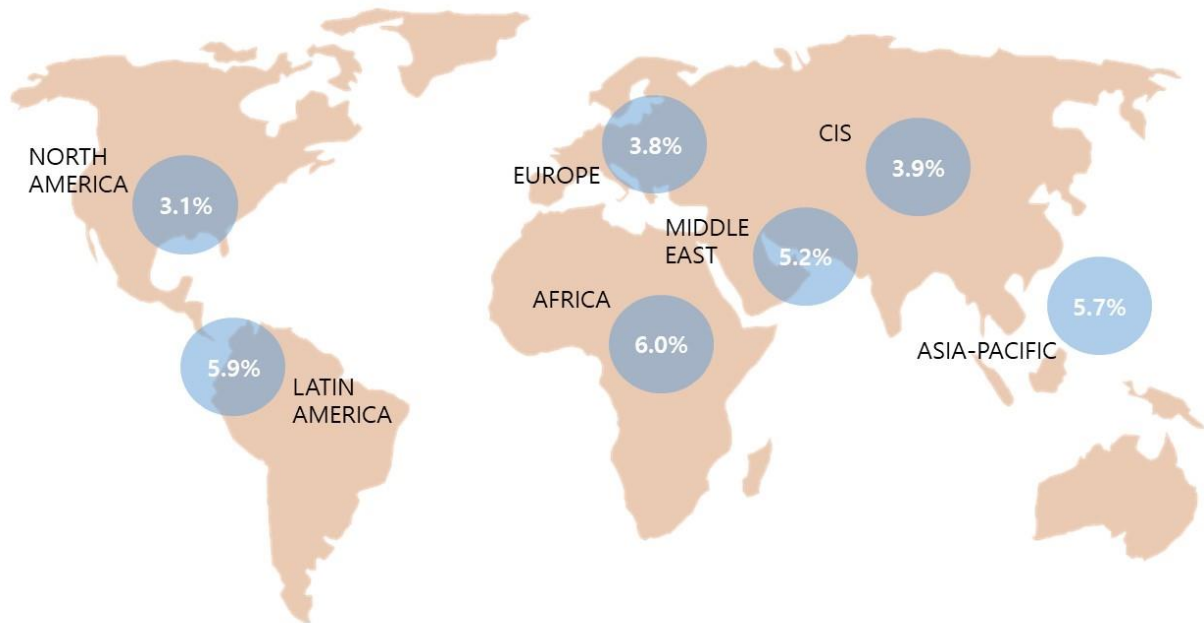 NORTH
AMERICA
3.1%
EUROPE
3.8%
CIS
3.9%
MIDDLE
EAST
5.2%
AFRICA
6.0%
ASIA-PACIFIC
5.7%
LATIN
AMERICA
5.9%